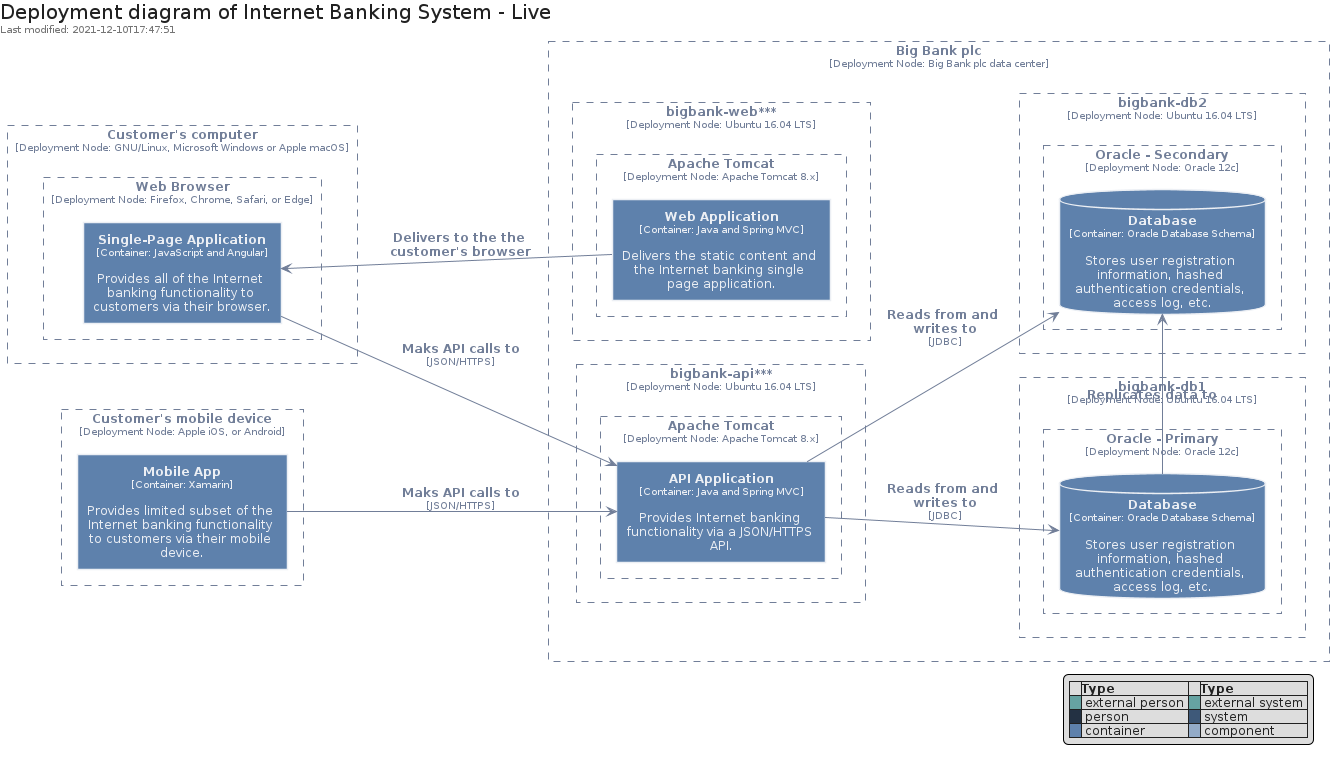 Deployment diagram of Internet Banking System - Live
Last modified: 2021-12-10T17:47:51
Big Bank plc
[Deployment Node: Big Bank plc data center]
Customer's computer
[Deployment Node: GNU/Linux, Microsoft Windows or Apple macOS]
Web Browser
[Deployment Node: Firefox, Chrome, Safari, or Edge]
Single-Page Application
[Container: JavaScript and Angular]
Provides all of the Internet
banking functionality to
customers via their browser.
Delivers to the the
customer's browser
bigbank-web***
[Deployment Node: Ubuntu 16.04 LTS]
Apache Tomcat
[Deployment Node: Apache Tomcat 8.x]
Web Application
[Container: Java and Spring MVC]
Delivers the static content and
the Internet banking single
page application.
bigbank-db2
[Deployment Node: Ubuntu 16.04 LTS]
Oracle - Secondary
[Deployment Node: Oracle 12c]
Database
[Container: Oracle Database Schema]
Stores user registration
information, hashed
authentication credentials,
access log, etc.
Maks API calls to
[JSON/HTTPS]
Reads from and
writes to
[JDBC]
Customer's mobile device
[Deployment Node: Apple iOS, or Android]
Mobile App
[Container: Xamarin]
Provides limited subset of the
Internet banking functionality
to customers via their mobile
device.
Maks API calls to
[JSON/HTTPS]
bigbank-api***
[Deployment Node: Ubuntu 16.04 LTS]
Apache Tomcat
[Deployment Node: Apache Tomcat 8.x]
API Application
[Container: Java and Spring MVC]
Provides Internet banking
functionality via a JSON/HTTPS
API.
Reads from and
writes to
[JDBC]
bigbank-db1
[Deployment Node: Ubuntu 16.04 LTS]
Replicates data to
Oracle - Primary
[Deployment Node: Oracle 12c]
Database
[Container: Oracle Database Schema]
Stores user registration
information, hashed
authentication credentials,
access log, etc.
Type Type
external person external system
person system
container component